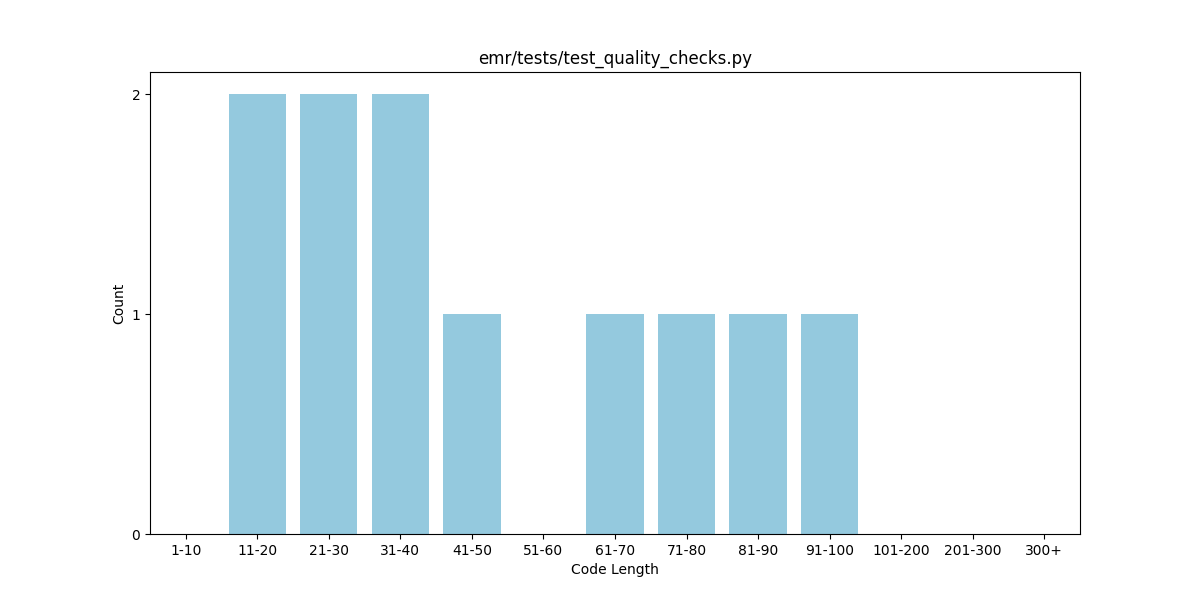 emr/tests/test_quality_checks.py
2
1
0
Count
1-10 11-20 21-30 31-40 41-50 51-60 61-70 71-80 81-90 91-100 101-200 201-300 300+
Code Length